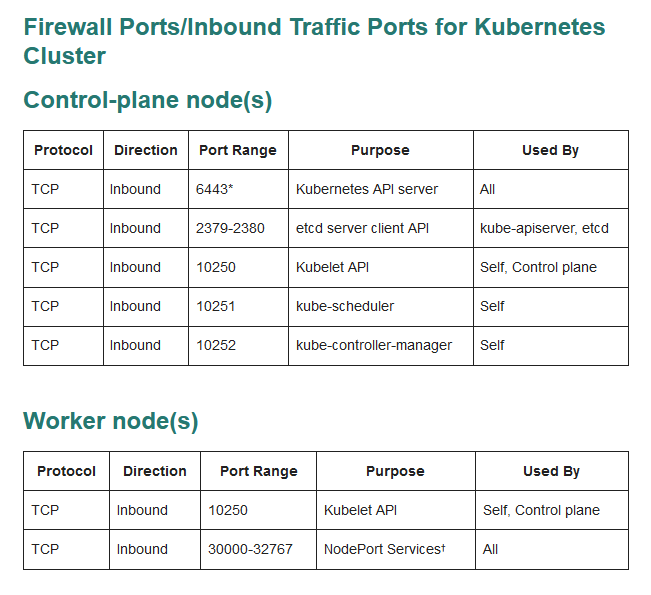 Firewall Ports/Inbound Traffic Ports for Kubernetes
Cluster
Control-plane node(s)
Protocol Direction Port Range Purpose Used By
TCP Inbound 6443* Kubernetes API server All
TCP Inbound 2379-2380 etcd server client API kube-apiserver, etcd
TCP Inbound 10250 Kubelet API Self, Control plane
TCP Inbound 10251 kube-scheduler Self
TCP Inbound 10252 kube-controller-manager Self
Worker node(s)
Protocol Direction Port Range Purpose Used By
TCP Inbound 10250 Kubelet API Self, Control plane
TCP Inbound 30000-32767 NodePort Services† All